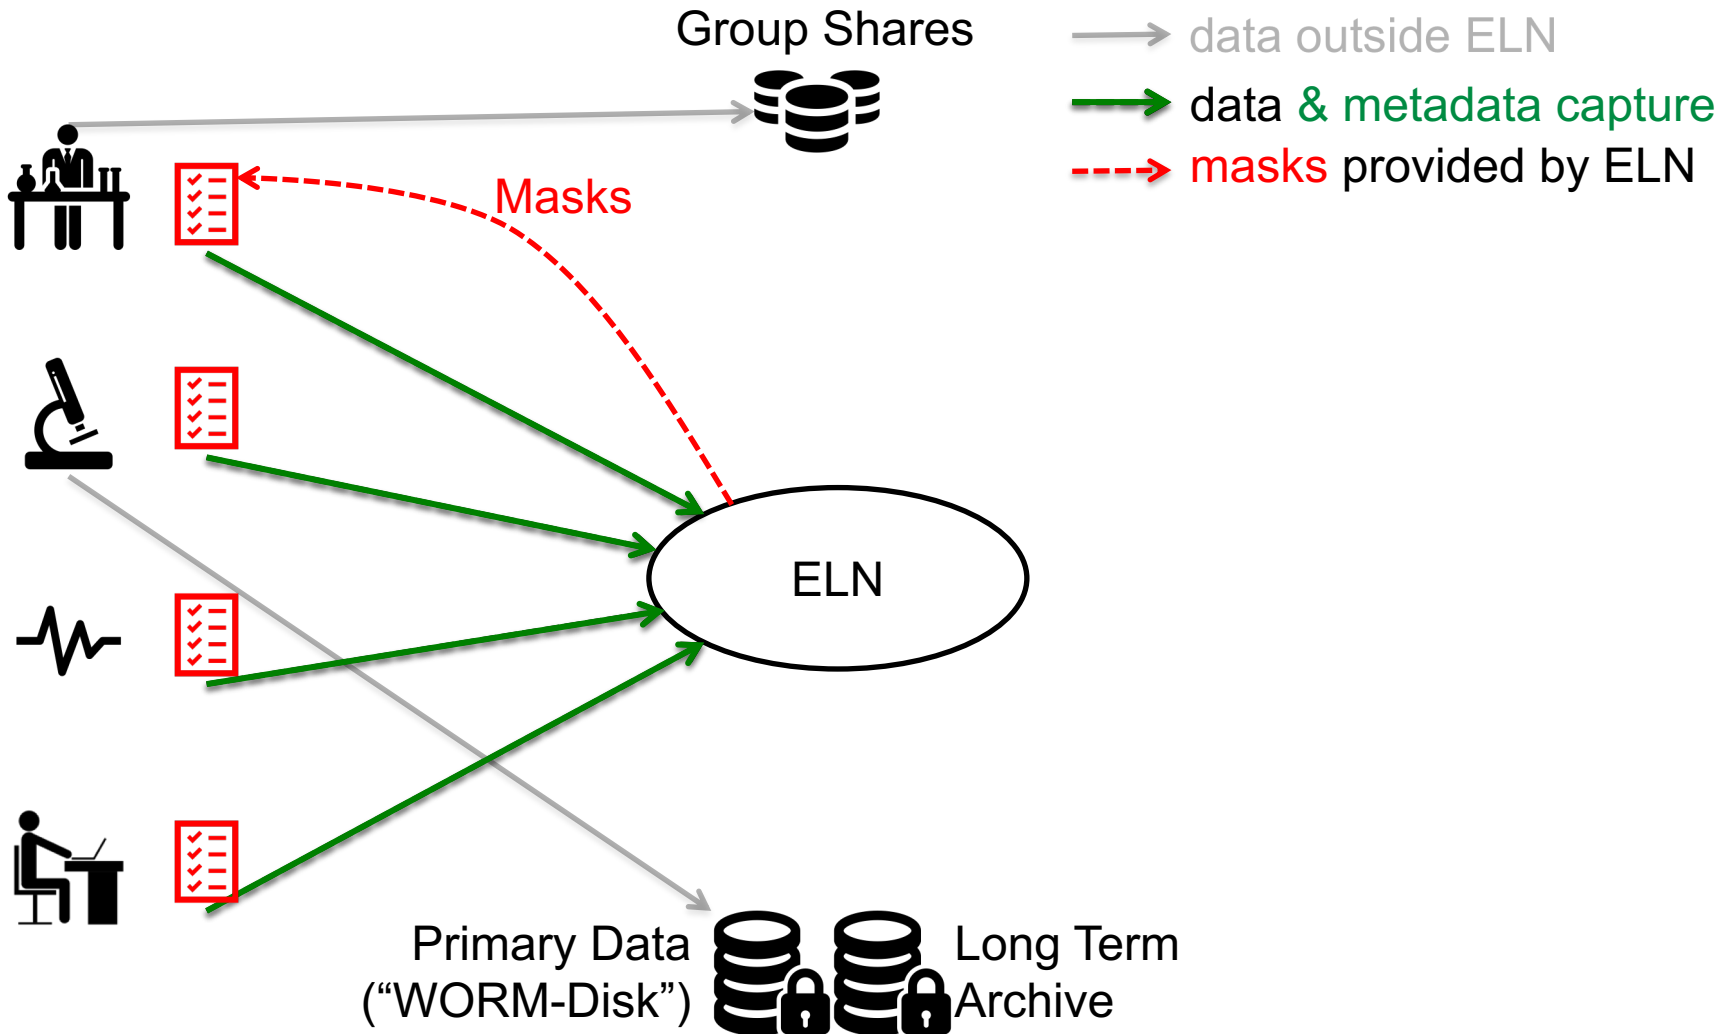 Group Shares
data outside ELN
data & metadata capture
masks provided by ELN
Masks
ELN
Primary Data
(“WORM-Disk”)
Long Term
Archive